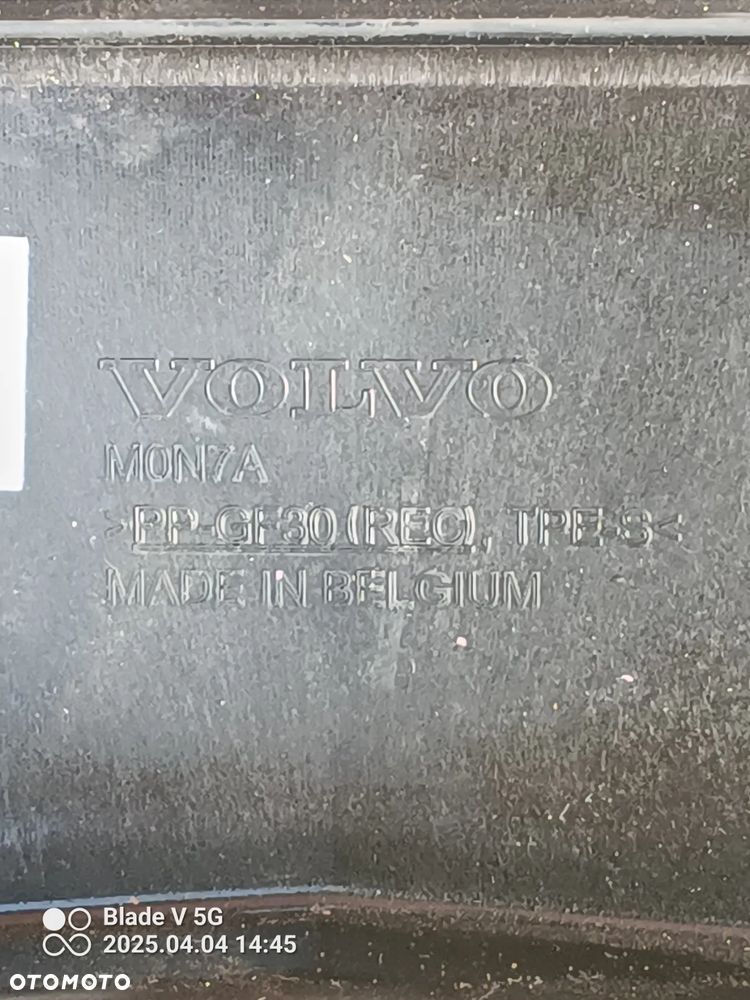 VOLVO
M0N7A
>PP-GF30 (REC), TPE-S<
MADE IN BELGIUM
Blade V 5G
2025.04.04 14:45
OTOMOTO